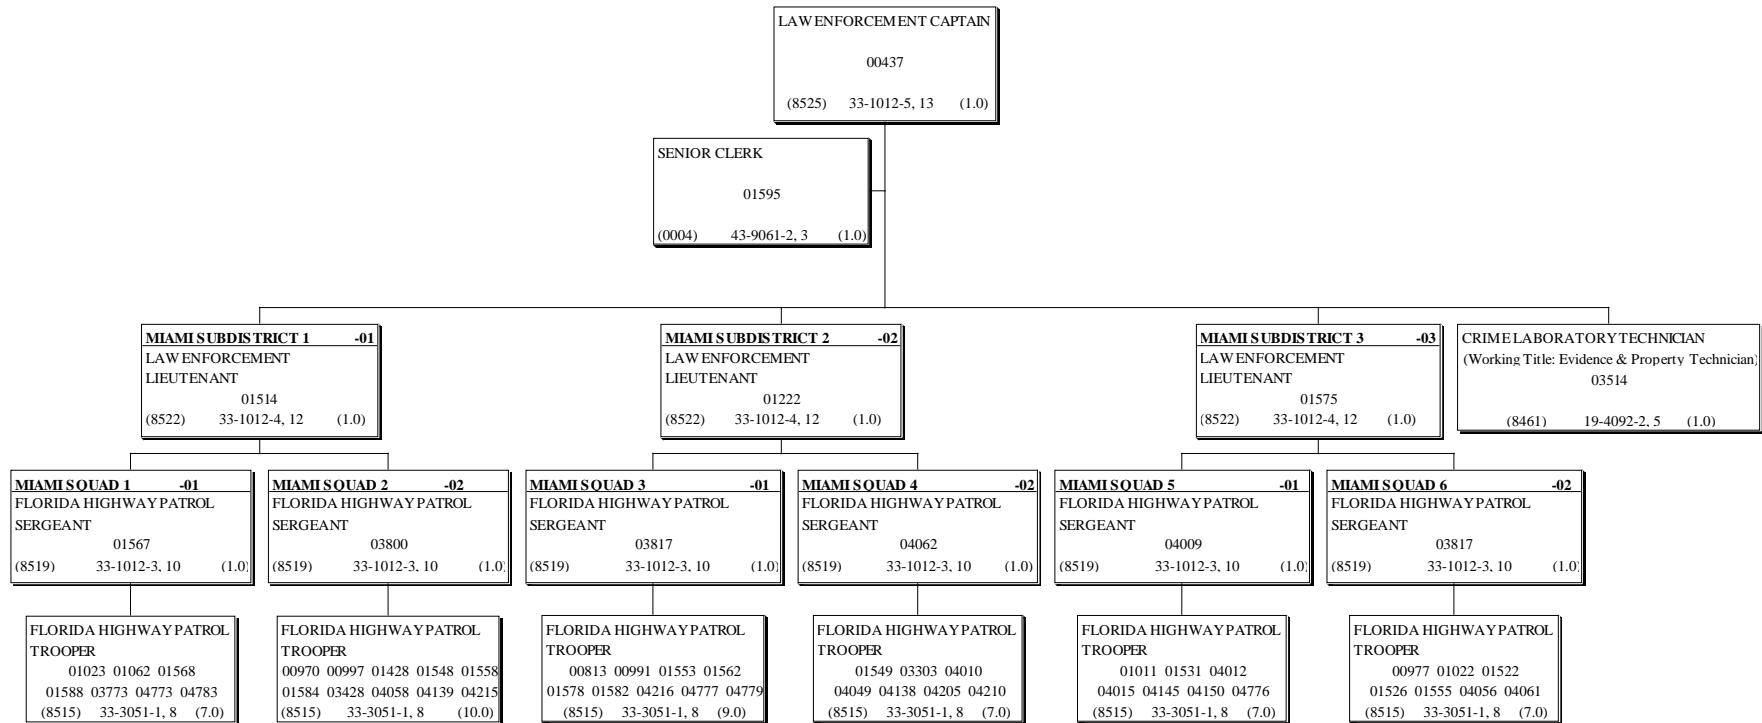 LAW ENFORCEMENT CAPTAIN
00437
(8525) 33-1012-5, 13 (1.0)
SENIOR CLERK
01595
(0004) 43-9061-2, 3 (1.0)
MIAMI SUBDISTRICT 1 -01
LAW ENFORCEMENT
LIEUTENANT
01514
(8522) 33-1012-4, 12 (1.0)
MIAMI SUBDISTRICT 2 -02
LAW ENFORCEMENT
LIEUTENANT
01222
(8522) 33-1012-4, 12 (1.0)
MIAMI SUBDISTRICT 3 -03
LAW ENFORCEMENT
LIEUTENANT
01575
(8522) 33-1012-4, 12 (1.0)
CRIME LABORATORY TECHNICIAN
(Working Title: Evidence & Property Technician)
03514
(8461) 19-4092-2, 5 (1.0)
MIAMI SQUAD 1 -01
FLORIDA HIGHWAY PATROL
SERGEANT
01567
(8519) 33-1012-3, 10 (1.0)
MIAMI SQUAD 2 -02
FLORIDA HIGHWAY PATROL
SERGEANT
03800
(8519) 33-1012-3, 10 (1.0)
MIAMI SQUAD 3 -01
FLORIDA HIGHWAY PATROL
SERGEANT
03817
(8519) 33-1012-3, 10 (1.0)
MIAMI SQUAD 4 -02
FLORIDA HIGHWAY PATROL
SERGEANT
04062
(8519) 33-1012-3, 10 (1.0)
MIAMI SQUAD 5 -01
FLORIDA HIGHWAY PATROL
SERGEANT
04009
(8519) 33-1012-3, 10 (1.0)
MIAMI SQUAD 6 -02
FLORIDA HIGHWAY PATROL
SERGEANT
03817
(8519) 33-1012-3, 10 (1.0)
FLORIDA HIGHWAY PATROL
TROOPER
01023 01062 01568
01588 03773 04773 04783
(8515) 33-3051-1, 8 (7.0)
FLORIDA HIGHWAY PATROL
TROOPER
00970 00997 01428 01548 01558
01584 03428 04058 04139 04215
(8515) 33-3051-1, 8 (10.0)
FLORIDA HIGHWAY PATROL
TROOPER
00813 00991 01553 01562
01578 01582 04216 04777 04779
(8515) 33-3051-1, 8 (9.0)
FLORIDA HIGHWAY PATROL
TROOPER
01549 03303 04010
04049 04138 04205 04210
(8515) 33-3051-1, 8 (7.0)
FLORIDA HIGHWAY PATROL
TROOPER
01011 01531 04012
04015 04145 04150 04776
(8515) 33-3051-1, 8 (7.0)
FLORIDA HIGHWAY PATROL
TROOPER
00977 01022 01522
01526 01555 04056 04061
(8515) 33-3051-1, 8 (7.0)